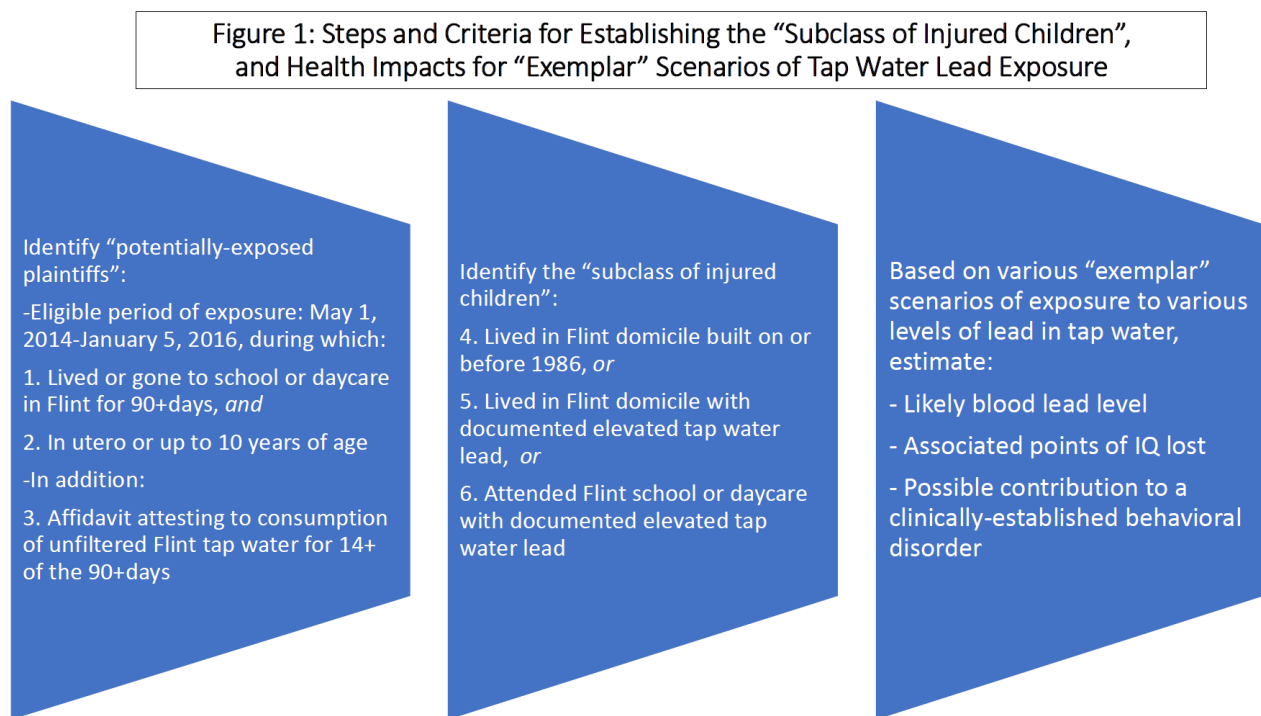 Figure 1: Steps and Criteria for Establishing the “Subclass of Injured Children”,
and Health Impacts for “Exemplar” Scenarios of Tap Water Lead Exposure
Identify “potentially-exposed
plaintiffs”:
-Eligible period of exposure: May 1,
2014-January 5, 2016, during which:
1. Lived or gone to school or daycare
in Flint for 90+days, and
2. In utero or up to 10 years of age
-In addition:
3. Affidavit attesting to consumption
of unfiltered Flint tap water for 14+
of the 90+days
Identify the “subclass of injured
children”:
4. Lived in Flint domicile built on or
before 1986, or
5. Lived in Flint domicile with
documented elevated tap water
lead, or
6. Attended Flint school or daycare
with documented elevated tap
water lead
Based on various “exemplar”
scenarios of exposure to various
levels of lead in tap water,
estimate:
- Likely blood lead level
- Associated points of IQ lost
- Possible contribution to a
clinically-established behavioral
disorder